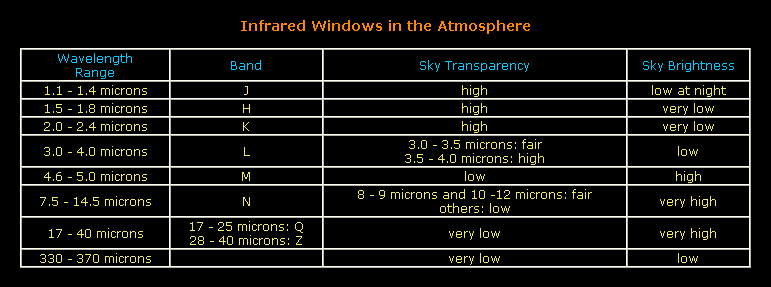 Infrared Windows in the Atmosphere
Wavelength Range Band Sky Transparency Sky Brightness
1.1 - 1.4 microns J high low at night
1.5 - 1.8 microns H high very low
2.0 - 2.4 microns K high very low
3.0 - 4.0 microns L 3.0 - 3.5 microns: fair 3.5 - 4.0 microns: high low
4.6 - 5.0 microns M low high
7.5 - 14.5 microns N 8 - 9 microns and 10 -12 microns: fair others: low very high
17 - 40 microns 17 - 25 microns: Q 28 - 40 microns: Z very low very high
330 - 370 microns very low low